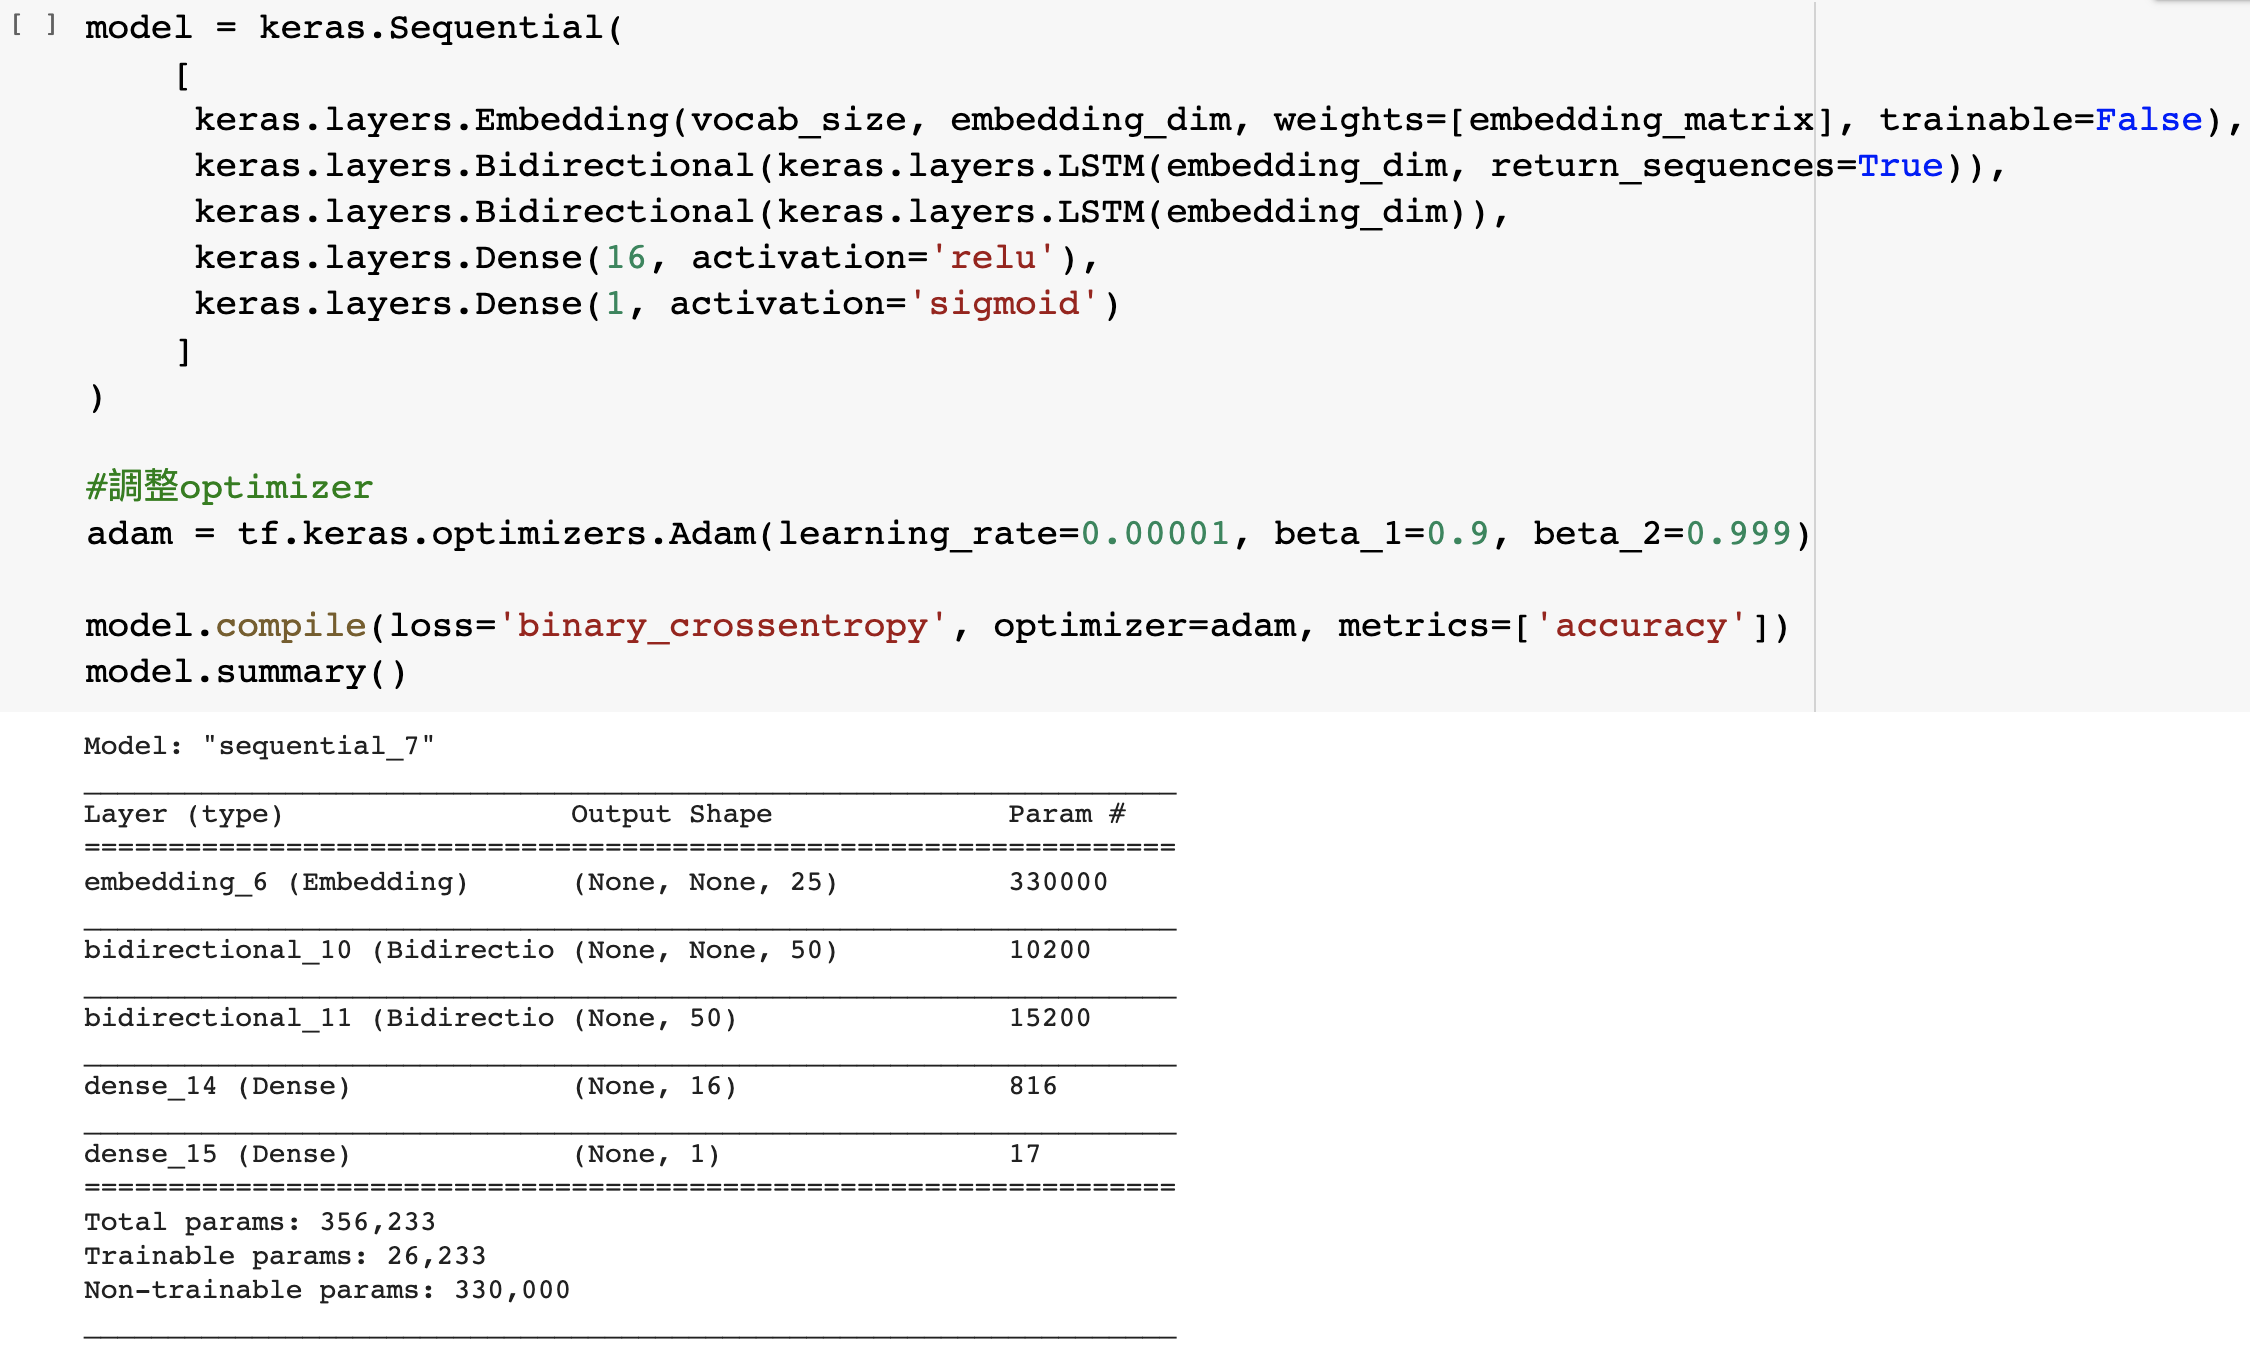 [ ] model = keras.Sequential(
[
keras.layers.Embedding(vocab_size, embedding_dim, weights=[embedding_matrix], trainable=False),
keras.layers.Bidirectional(keras.layers.LSTM(embedding_dim, return_sequences=True)),
keras.layers.Bidirectional(keras.layers.LSTM(embedding_dim)),
keras.layers.Dense(16, activation='relu'),
keras.layers.Dense(1, activation='sigmoid')
]
)
#調整optimizer
adam = tf.keras.optimizers.Adam(learning_rate=0.00001, beta_1=0.9, beta_2=0.999)
model.compile(loss='binary_crossentropy', optimizer=adam, metrics=['accuracy'])
model.summary()
Model: "sequential_7"
_________________________________________________________________
Layer (type)                 Output Shape              Param #
=================================================================
embedding_6 (Embedding)      (None, None, 25)          330000
_________________________________________________________________
bidirectional_10 (Bidirectio (None, None, 50)          10200
_________________________________________________________________
bidirectional_11 (Bidirectio (None, 50)                15200
_________________________________________________________________
dense_14 (Dense)             (None, 16)                816
_________________________________________________________________
dense_15 (Dense)             (None, 1)                 17
=================================================================
Total params: 356,233
Trainable params: 26,233
Non-trainable params: 330,000
_________________________________________________________________